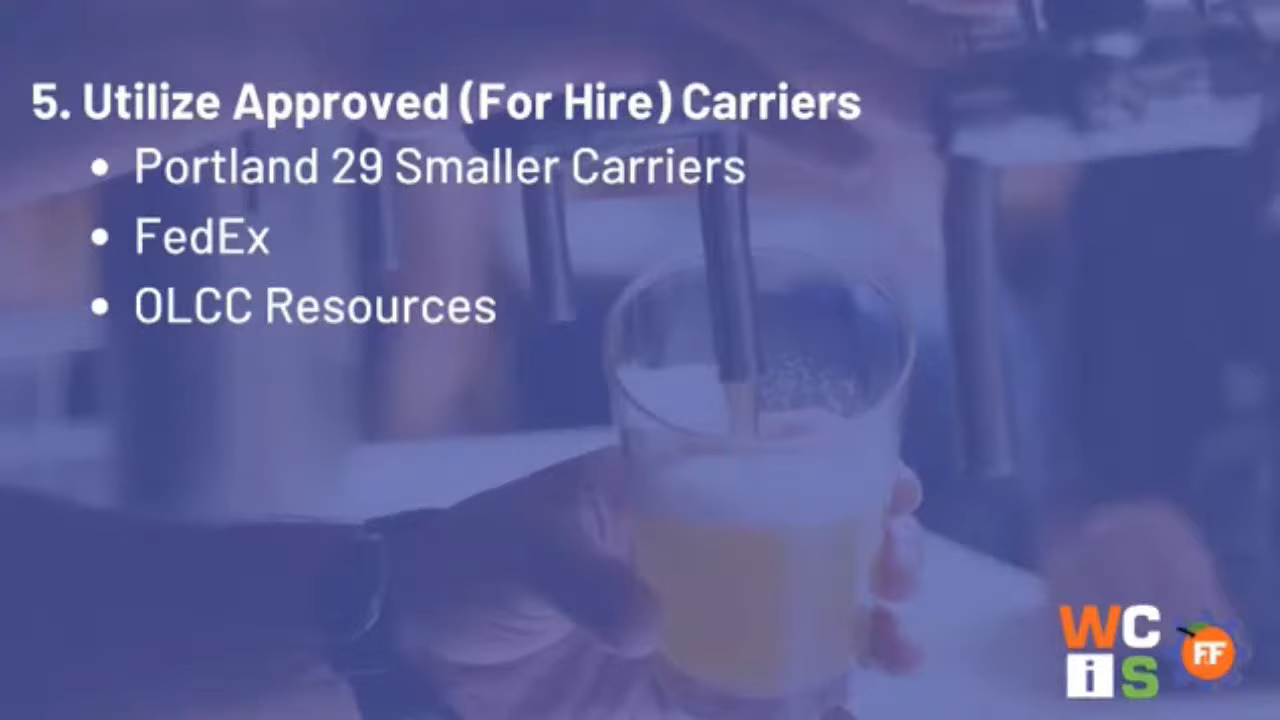 5. Utilize Approved (For Hire) Carriers
• Portland 29 Smaller Carriers
• FedEx
• OLCC Resources
WC
iS
FF